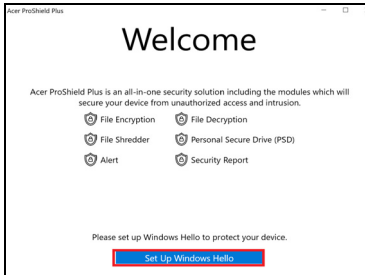 Acer ProShield Plus
Welcome
Acer ProShield Plus is an all-in-one security solution including the modules which will
secure your device from unauthorized access and intrusion.
File Encryption File Decryption
File Shredder Personal Secure Drive (PSD)
Alert Security Report
Please set up Windows Hello to protect your device.
Set Up Windows Hello